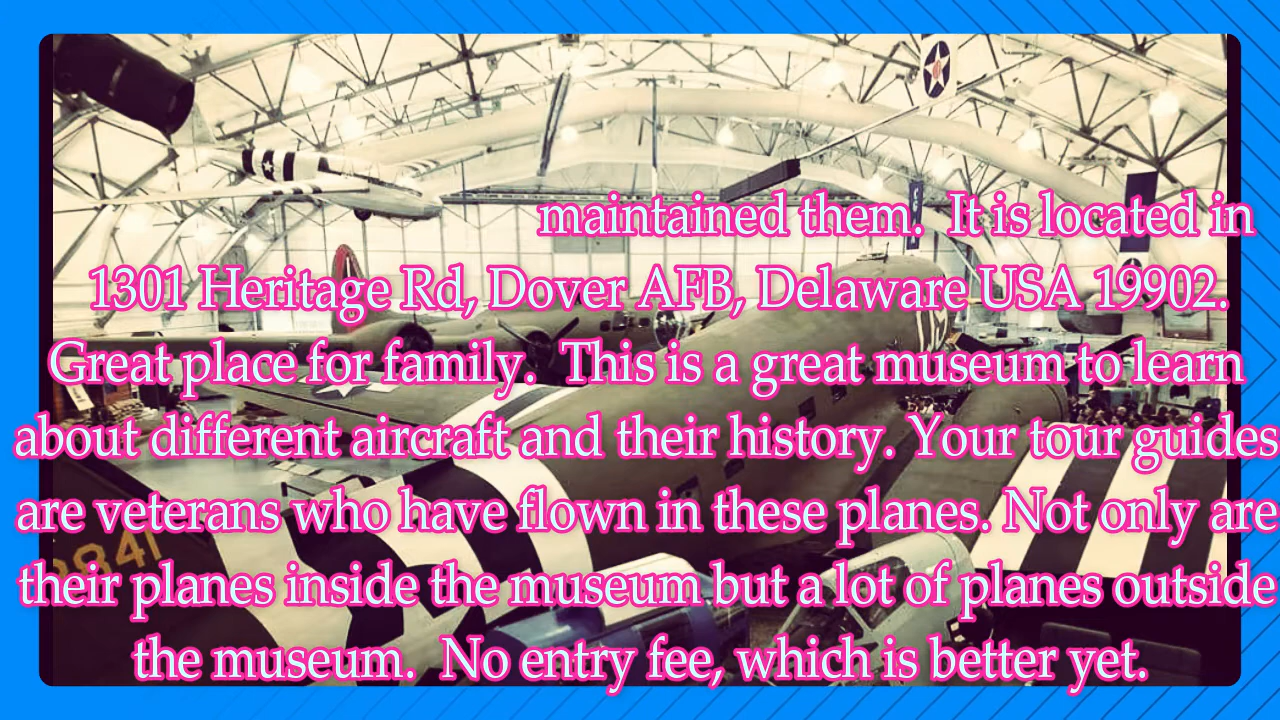 maintained them.  It is located in
1301 Heritage Rd, Dover AFB, Delaware USA 19902.
Great place for family.  This is a great museum to learn
about different aircraft and their history. Your tour guides
are veterans who have flown in these planes. Not only are
their planes inside the museum but a lot of planes outside
the museum.  No entry fee, which is better yet.